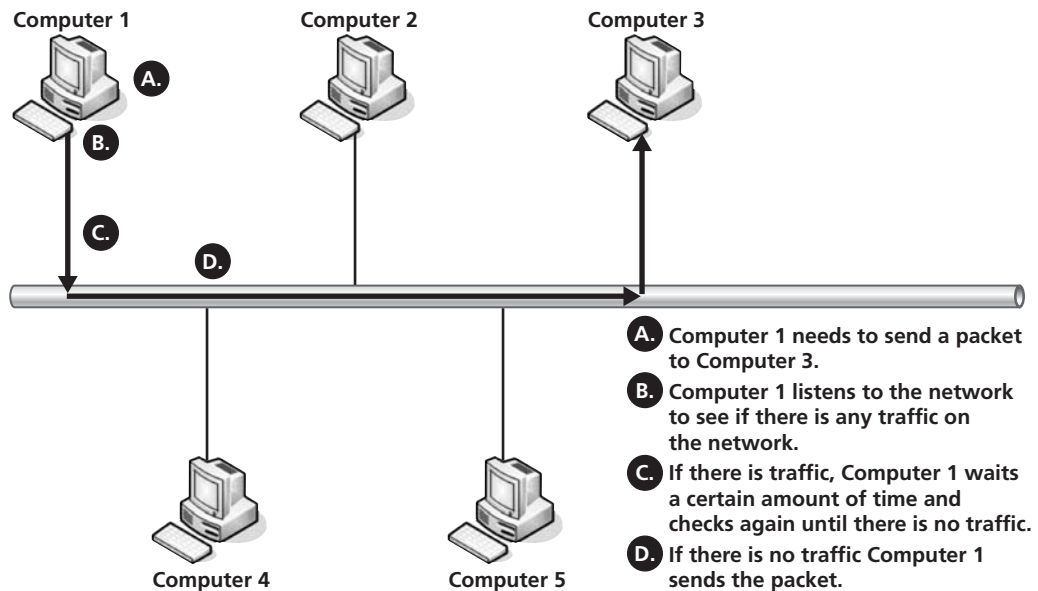 Computer 1
Computer 2
Computer 3
A.
B.
C.
D.
A. Computer 1 needs to send a packet
to Computer 3.
B. Computer 1 listens to the network
to see if there is any traffic on
the network.
C. If there is traffic, Computer 1 waits
a certain amount of time and
checks again until there is no traffic.
D. If there is no traffic Computer 1
sends the packet.
Computer 4
Computer 5